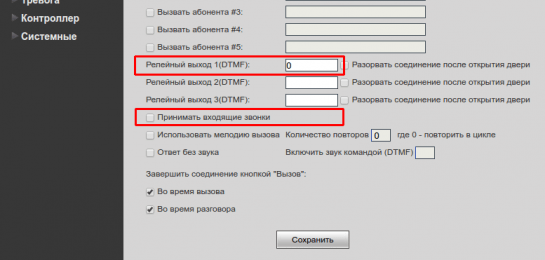 Тревога
Контроллер
Системные
Вызвать абонента #3:
Вызвать абонента #4
Вызвать абонента #5:
Релейный выход 1(DTMF): 0 Разорвать соединение после открытия двери
Релейный выход 2(DTMF): Разорвать соединение после открытия двери
Релейный выход 3(DTMF): Разорвать соединение после открытия двери
Принимать входящие звонки
Использовать мелодию вызова Количество повторов 0 где 0 - повторить в цикле
Ответ без звука Включить звук командой (DTMF)
Завершить соединение кнопкой "Вызов":
Во время вызова
Во время разговора
Сохранить